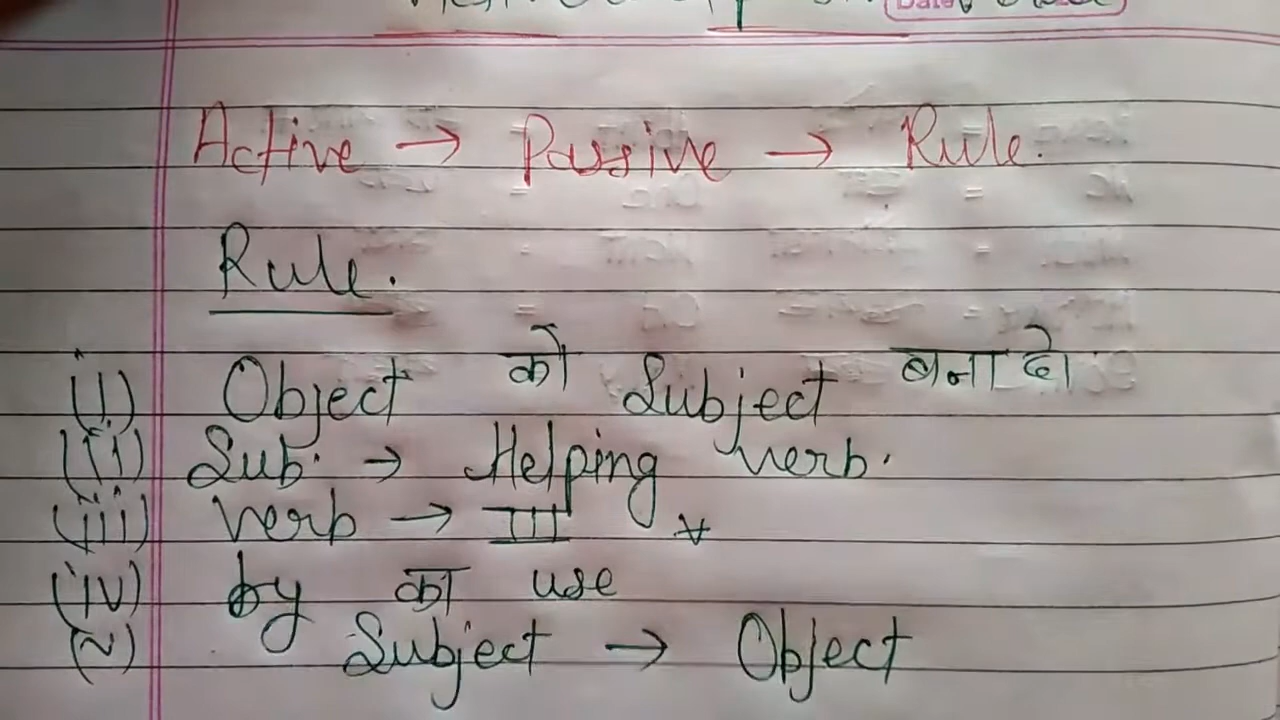 Active → Passive → Rule.
Rule.
(i) Object को Subject बना दो
(ii) Sub. → Helping verb.
(iii) verb → III
(iv) by का use
(v) Subject → Object